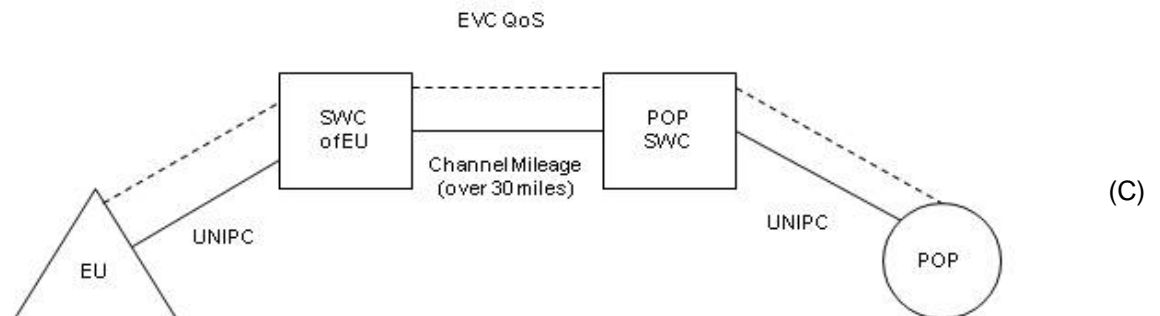 EVC QoS
SWC
of EU
POP
SWC
Channel Mileage
(over 30 miles)
(C)
UNIPC
UNIPC
EU
POP